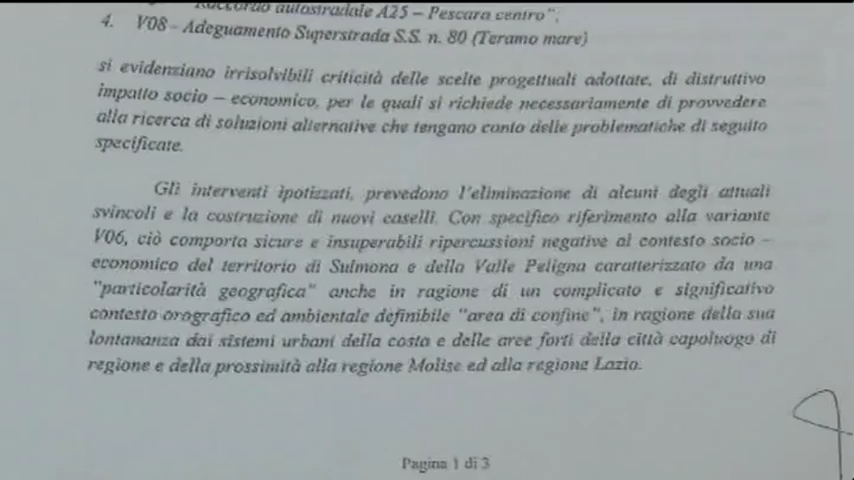 Raccordo autostradale A25 – Pescara centro";
4. V08 - Adeguamento Superstrada S.S. n. 80 (Teramo mare)
si evidenziano irrisolvibili criticità delle scelte progettuali adottate, di distruttivo
impatto socio – economico, per le quali si richiede necessariamente di provvedere
alla ricerca di soluzioni alternative che tengano conto delle problematiche di seguito
specificate.
Gli interventi ipotizzati, prevedono l'eliminazione di alcuni degli attuali
svincoli e la costruzione di nuovi caselli. Con specifico riferimento alla variante
V06, ciò comporta sicure e insuperabili ripercussioni negative al contesto socio –
economico del territorio di Sulmona e della Valle Peligna caratterizzato da una
"particolarità geografica" anche in ragione di un complicato e significativo
contesto orografico ed ambientale definibile "area di confine", in ragione della sua
lontananza dai sistemi urbani della costa e delle aree forti della città capoluogo di
regione e della prossimità alla regione Molise ed alla regione Lazio.
Pagina 1 di 3